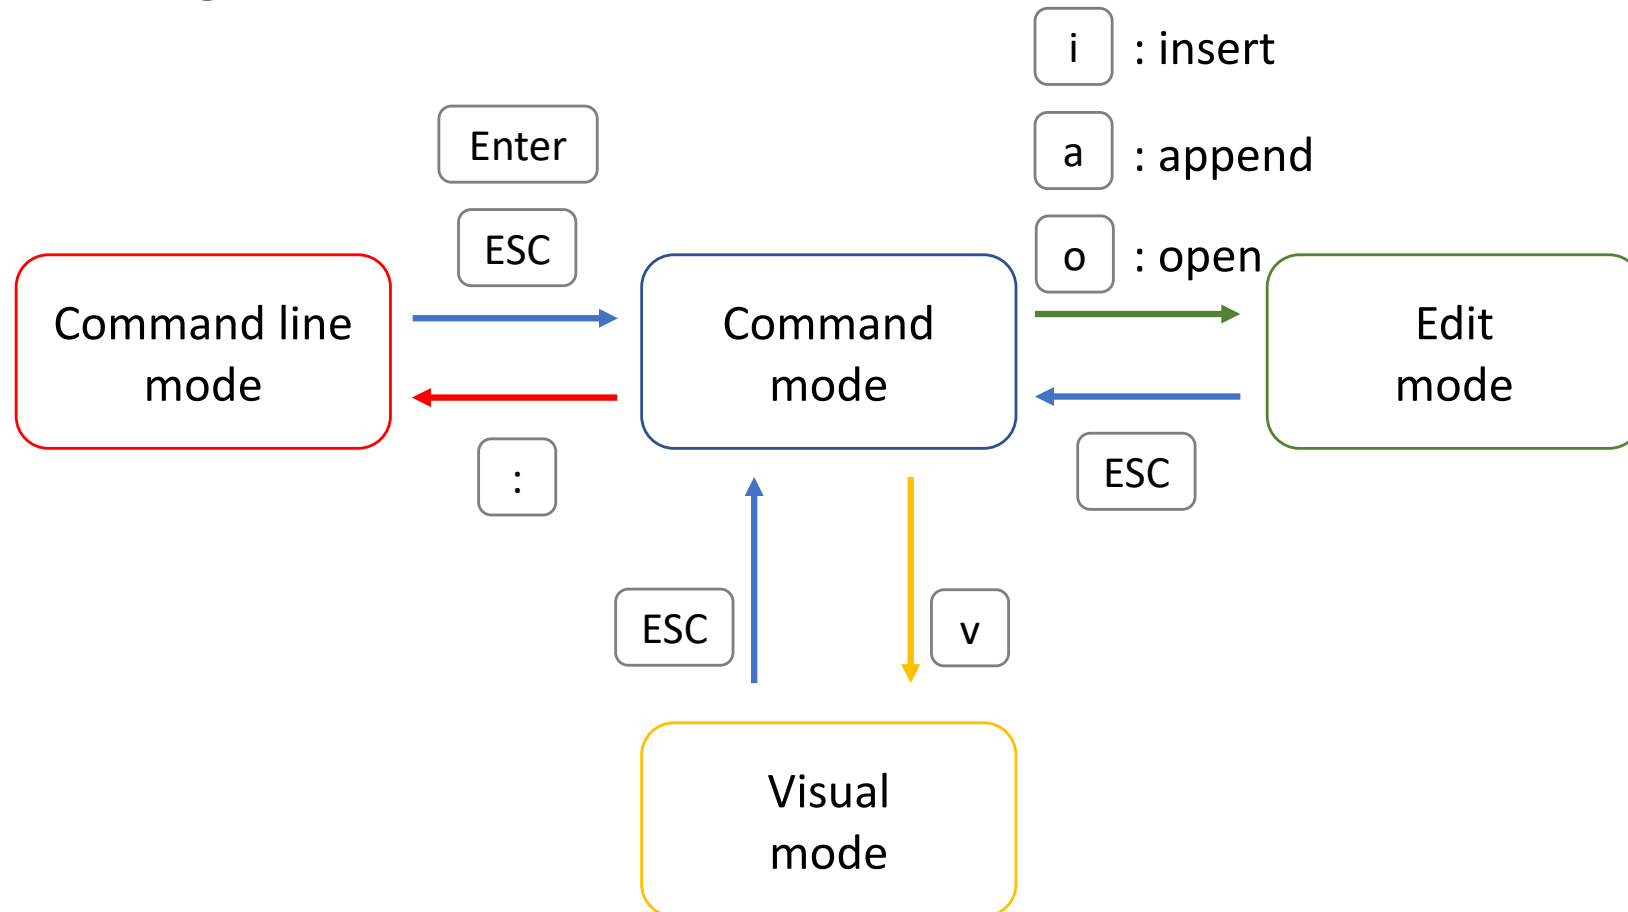 i : insert
Enter
a : append
ESC
o : open
Command line
mode
Command
mode
Edit
mode
:
ESC
ESC
v
Visual
mode